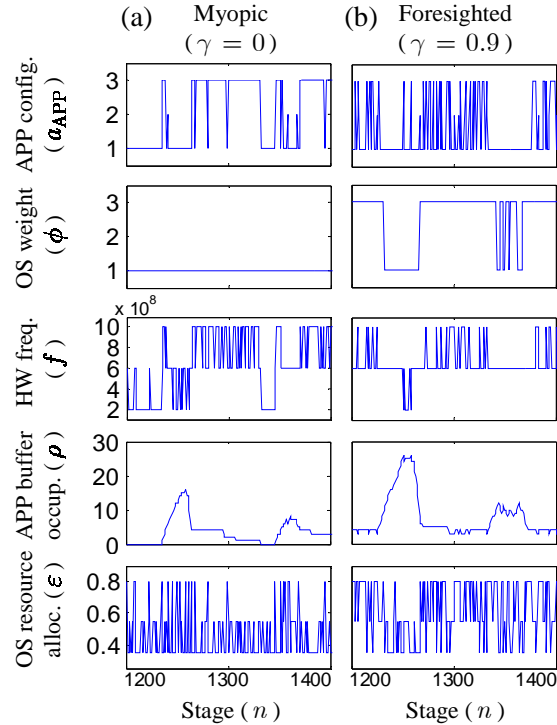 (a) Myopic (b) Foresighted
( γ = 0) ( γ = 0.9)
APP config.
( a_APP )
3
2
1
OS weight
( ϕ )
3
2
1
x 10^8
HW freq.
( f )
10
8
6
4
2
APP buffer
occup. ( ρ )
30
20
10
0
OS resource
alloc. ( ε )
0.8
0.6
0.4
1200 1300 1400 1200 1300 1400
Stage ( n ) Stage ( n )